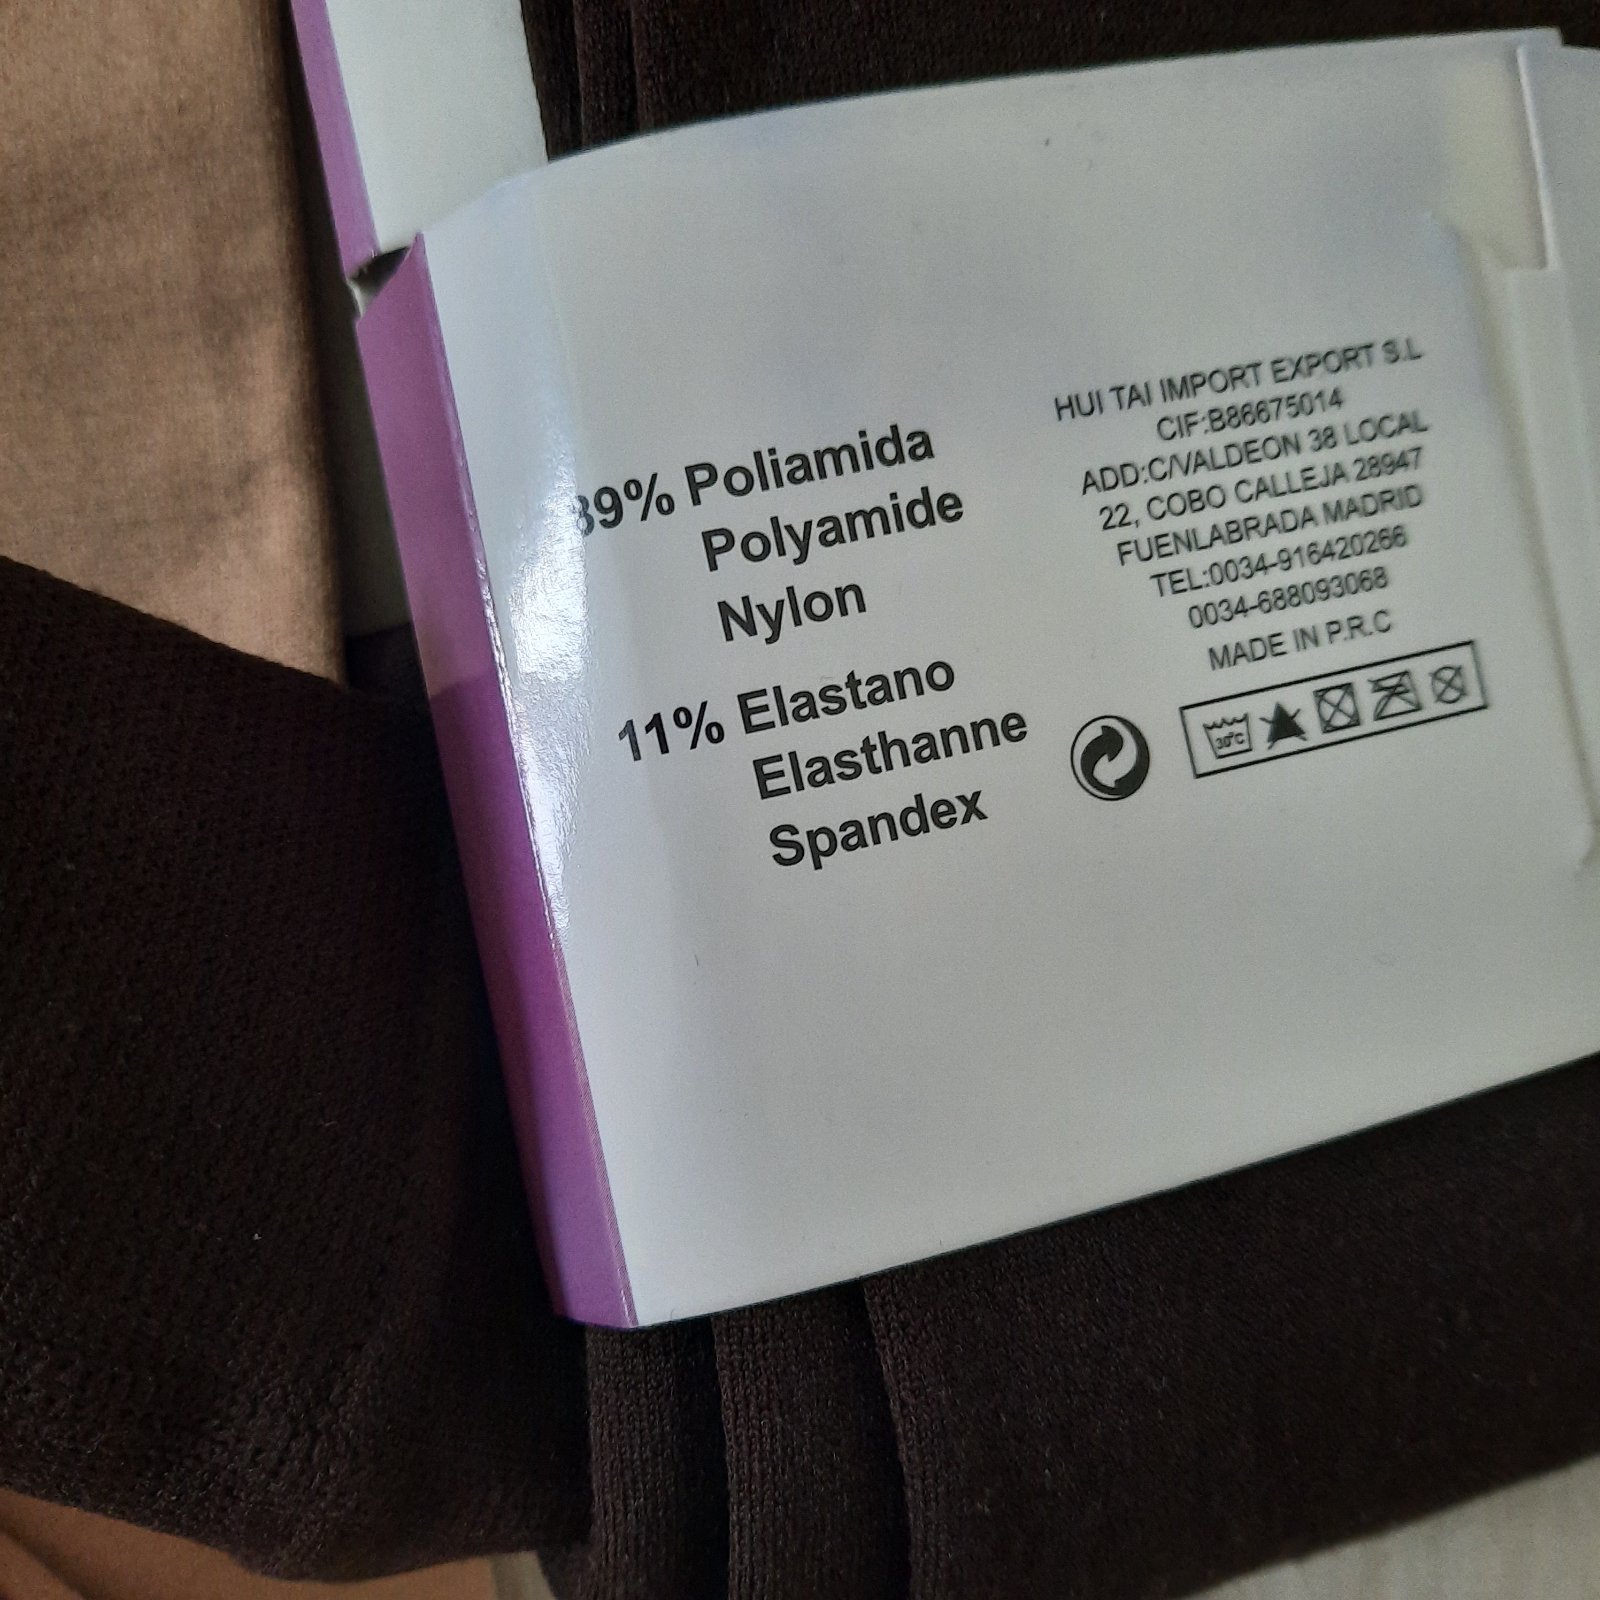 89% Poliamida
Polyamide
Nylon
11% Elastano
Elasthanne
Spandex
HUI TAI IMPORT EXPORT S.L
CIF:B86675014
ADD:C/VALDEON 38 LOCAL
22, COBO CALLEJA 28947
FUENLABRADA MADRID
TEL:0034-916420266
0034-688093068
MADE IN P.R.C
30°C